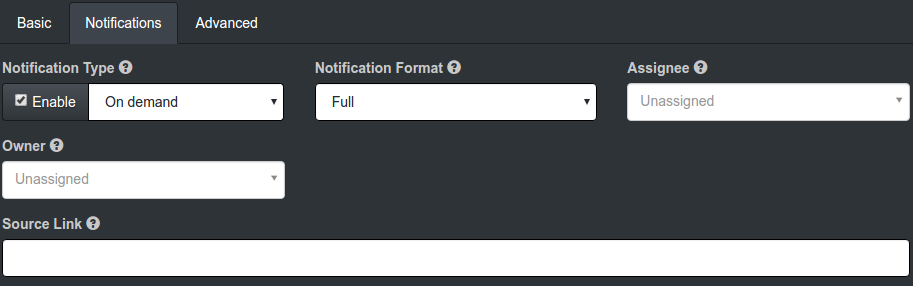 Basic Notifications Advanced
Notification Type Notification Format Assignee
Enable On demand Full Unassigned
Owner
Unassigned
Source Link